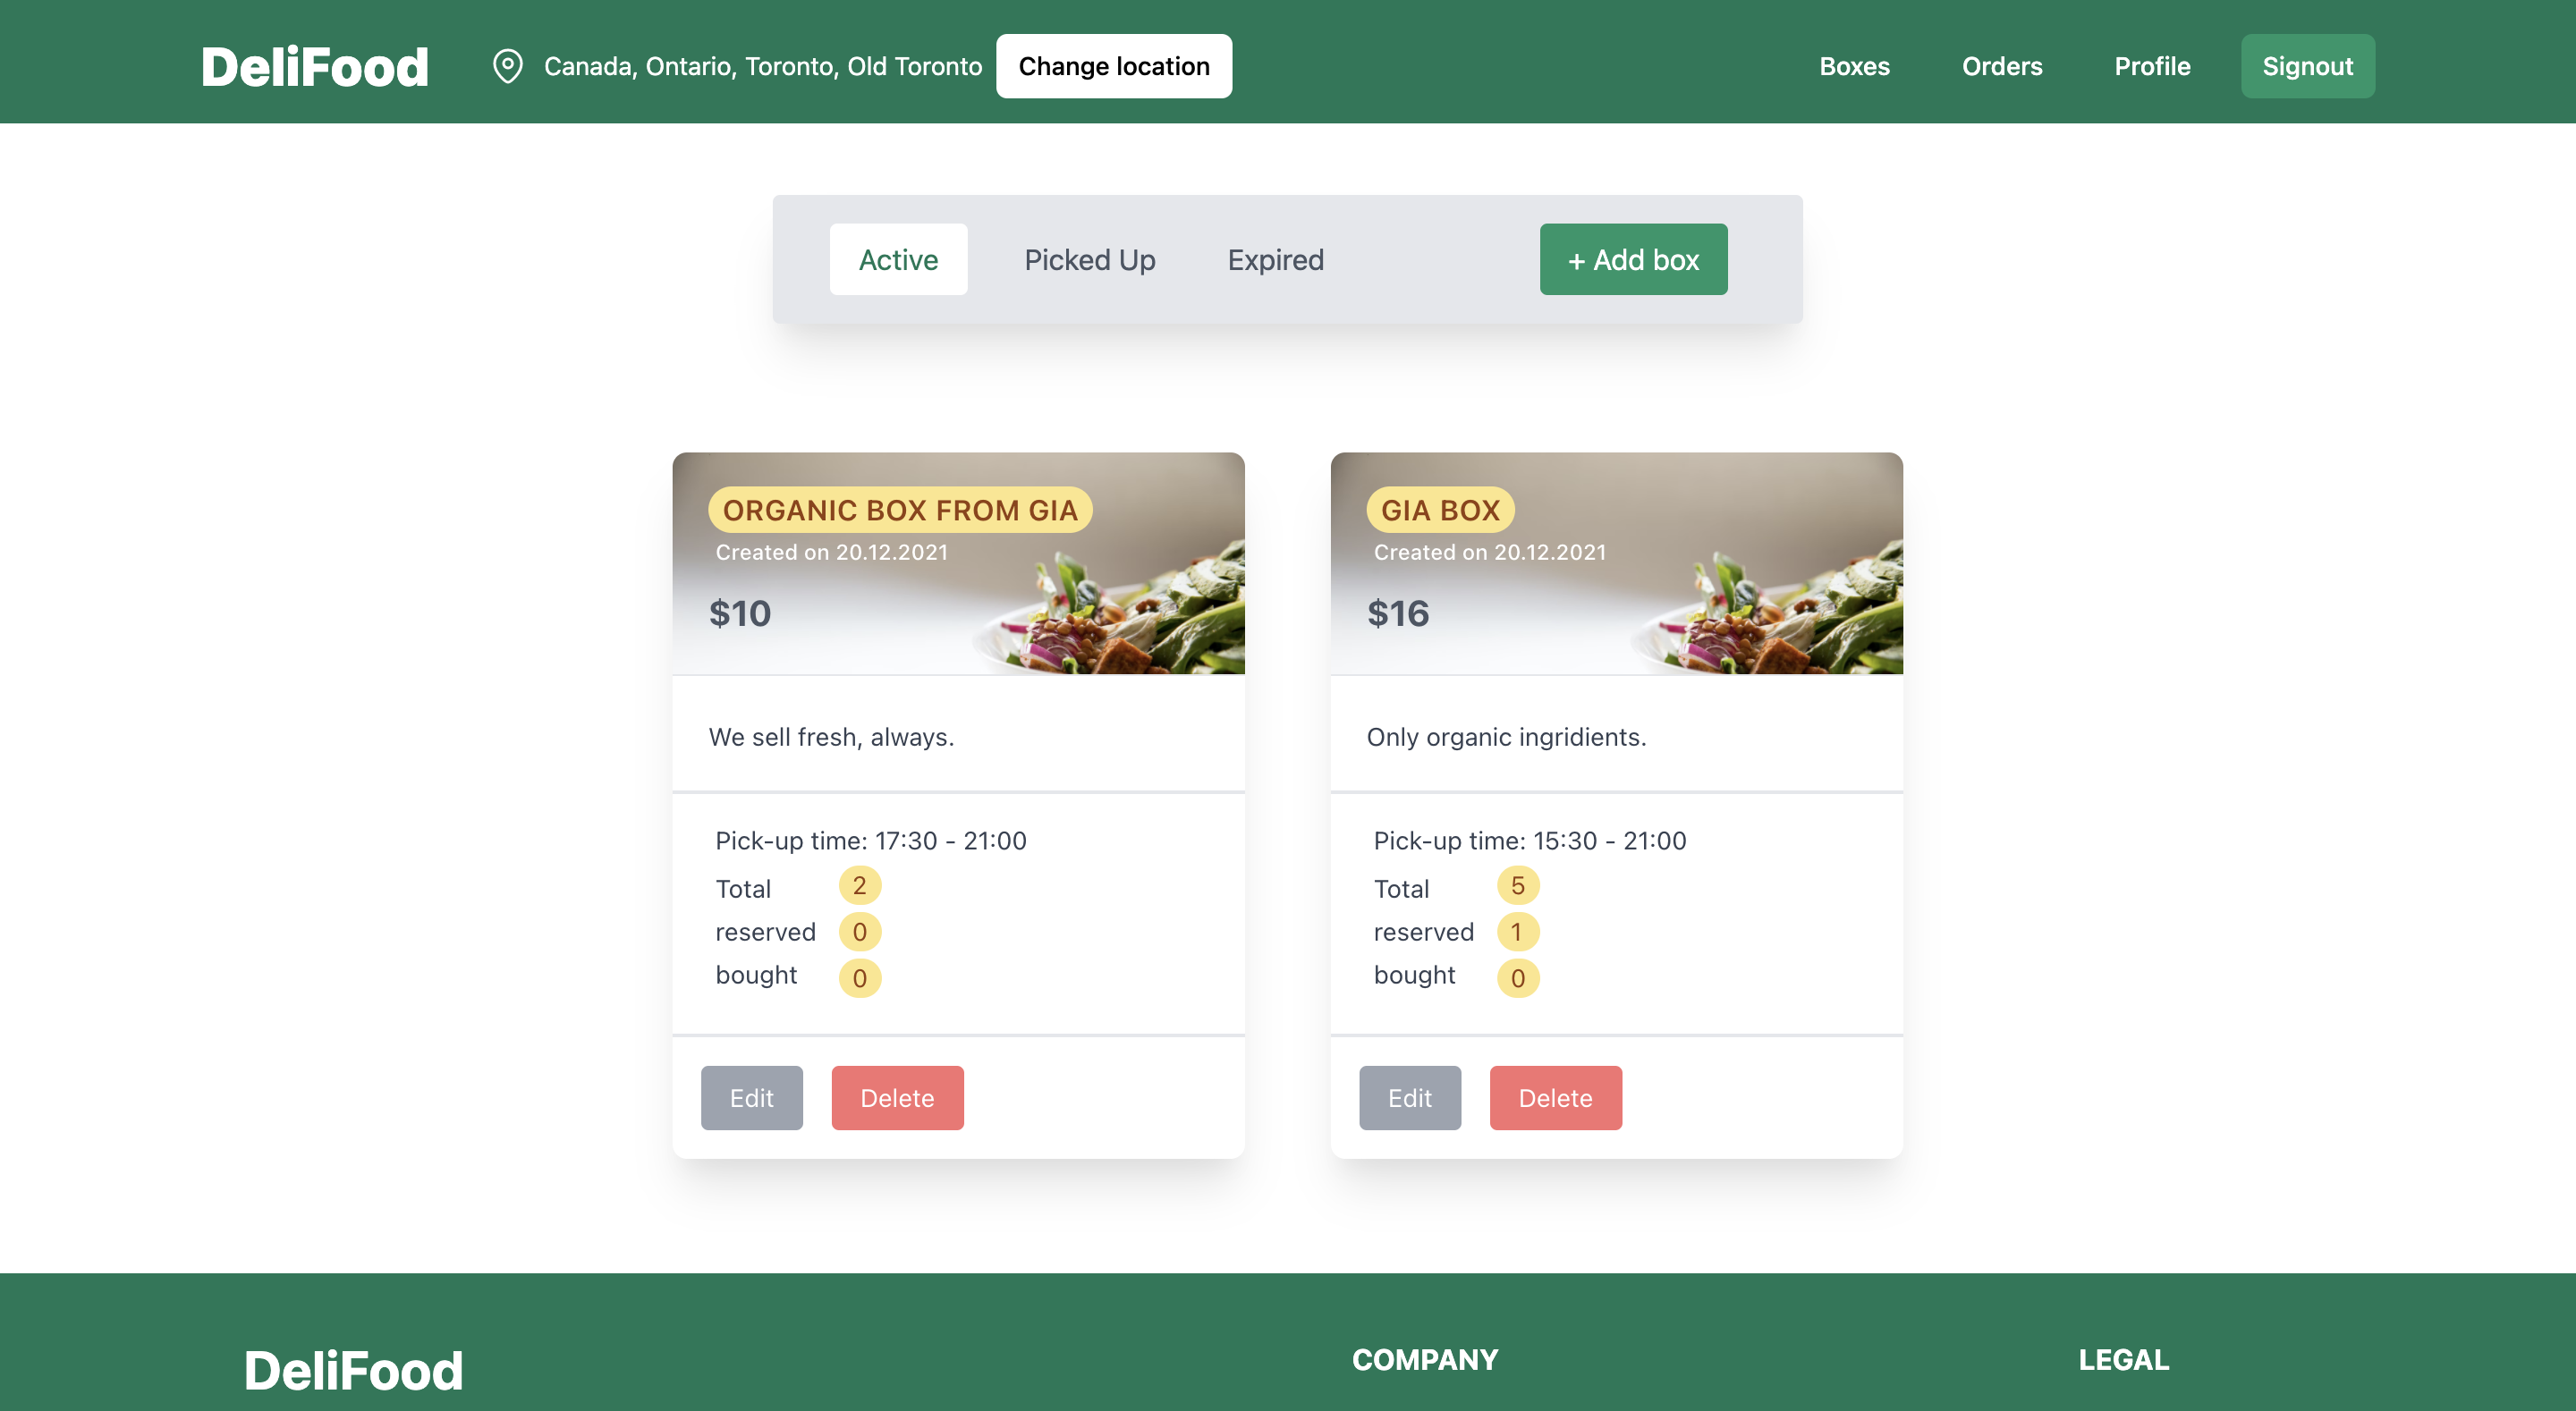 DeliFood Canada, Ontario, Toronto, Old Toronto Change location Boxes Orders Profile Signout
Active Picked Up Expired + Add box
ORGANIC BOX FROM GIA
Created on 20.12.2021
$10
We sell fresh, always.
Pick-up time: 17:30 - 21:00
Total 2
reserved 0
bought 0
Edit Delete
GIA BOX
Created on 20.12.2021
$16
Only organic ingridients.
Pick-up time: 15:30 - 21:00
Total 5
reserved 1
bought 0
Edit Delete
DeliFood COMPANY LEGAL